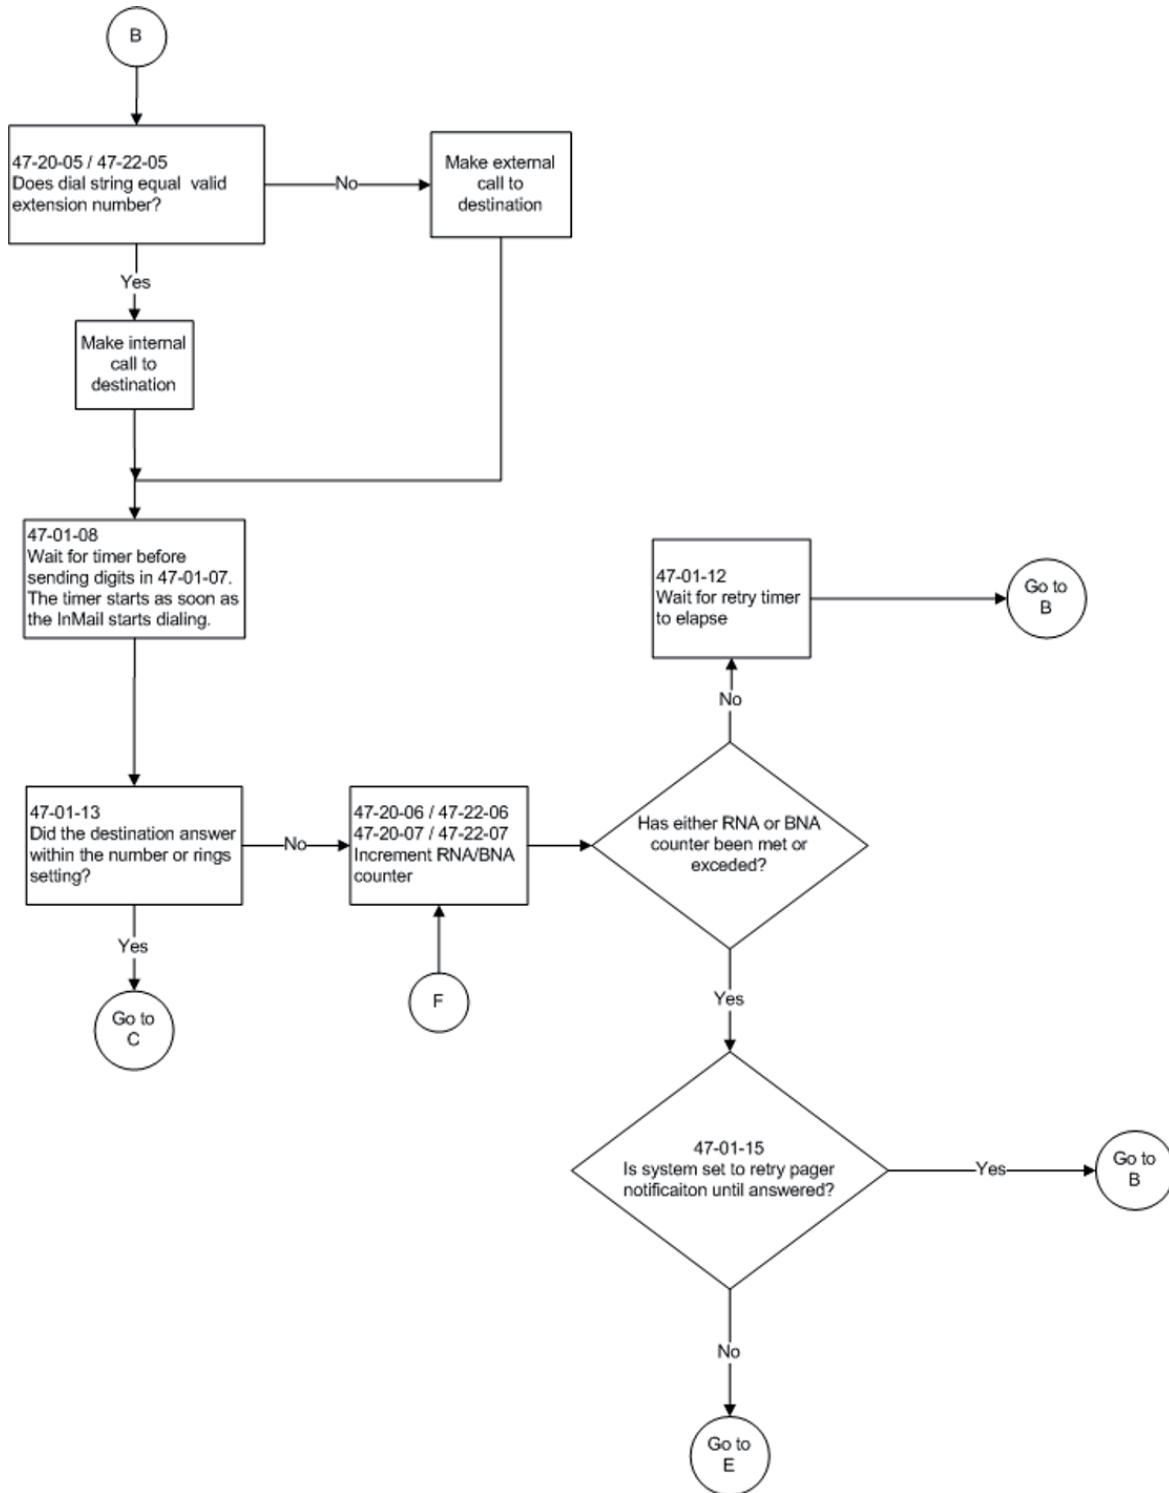 B
47-20-05 / 47-22-05
Does dial string equal  valid
extension number?
No
Make external
call to
destination
Yes
Make internal
call to
destination
47-01-08
Wait for timer before
sending digits in 47-01-07.
The timer starts as soon as
the InMail starts dialing.
47-01-12
Wait for retry timer
to elapse
Go to
B
No
47-01-13
Did the destination answer
within the number or rings
setting?
No
47-20-06 / 47-22-06
47-20-07 / 47-22-07
Increment RNA/BNA
counter
Has either RNA or BNA
counter been met or
exceded?
Yes
Go to
C
F
Yes
47-01-15
Is system set to retry pager
notificaiton until answered?
Yes
Go to
B
No
Go to
E